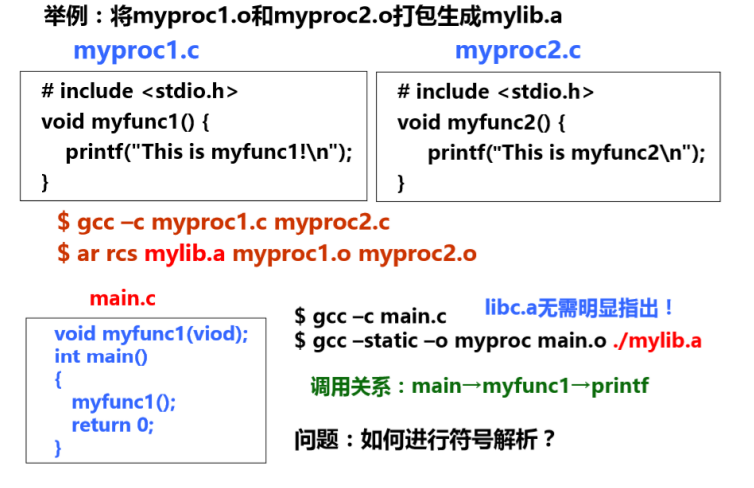 举例：将myproc1.o和myproc2.o打包生成mylib.a
myproc1.c
# include <stdio.h>
void myfunc1() {
printf("This is myfunc1!\n");
}
myproc2.c
# include <stdio.h>
void myfunc2() {
printf("This is myfunc2\n");
}
$ gcc –c myproc1.c myproc2.c
$ ar rcs mylib.a myproc1.o myproc2.o
main.c
void myfunc1(viod);
int main()
{
myfunc1();
return 0;
}
libc.a无需明显指出！
$ gcc –c main.c
$ gcc –static –o myproc main.o ./mylib.a
调用关系：main→myfunc1→printf
问题：如何进行符号解析？